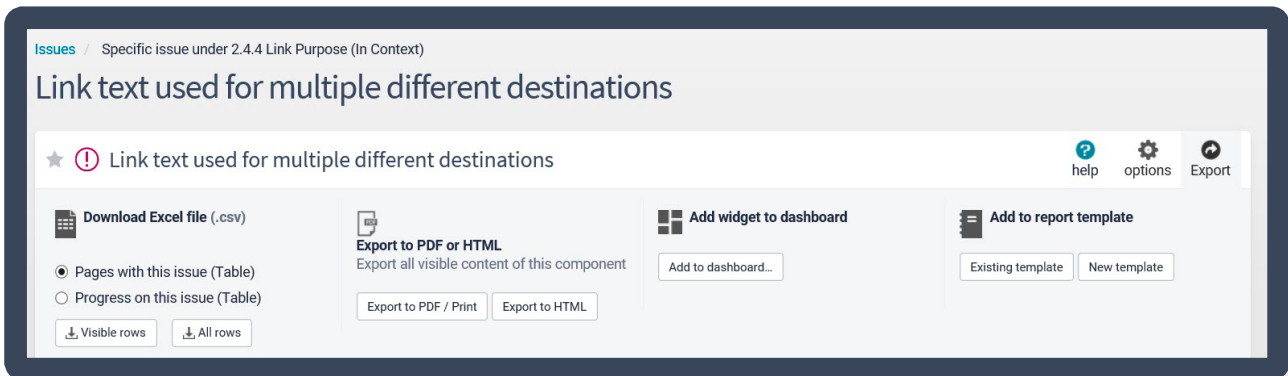 Issues / Specific issue under 2.4.4 Link Purpose (In Context)
Link text used for multiple different destinations
Link text used for multiple different destinations
help
options
Export
Download Excel file (.csv)
Pages with this issue (Table)
Progress on this issue (Table)
Visible rows
All rows
PDF
Export to PDF or HTML
Export all visible content of this component
Export to PDF / Print
Export to HTML
Add widget to dashboard
Add to dashboard...
Add to report template
Existing template
New template